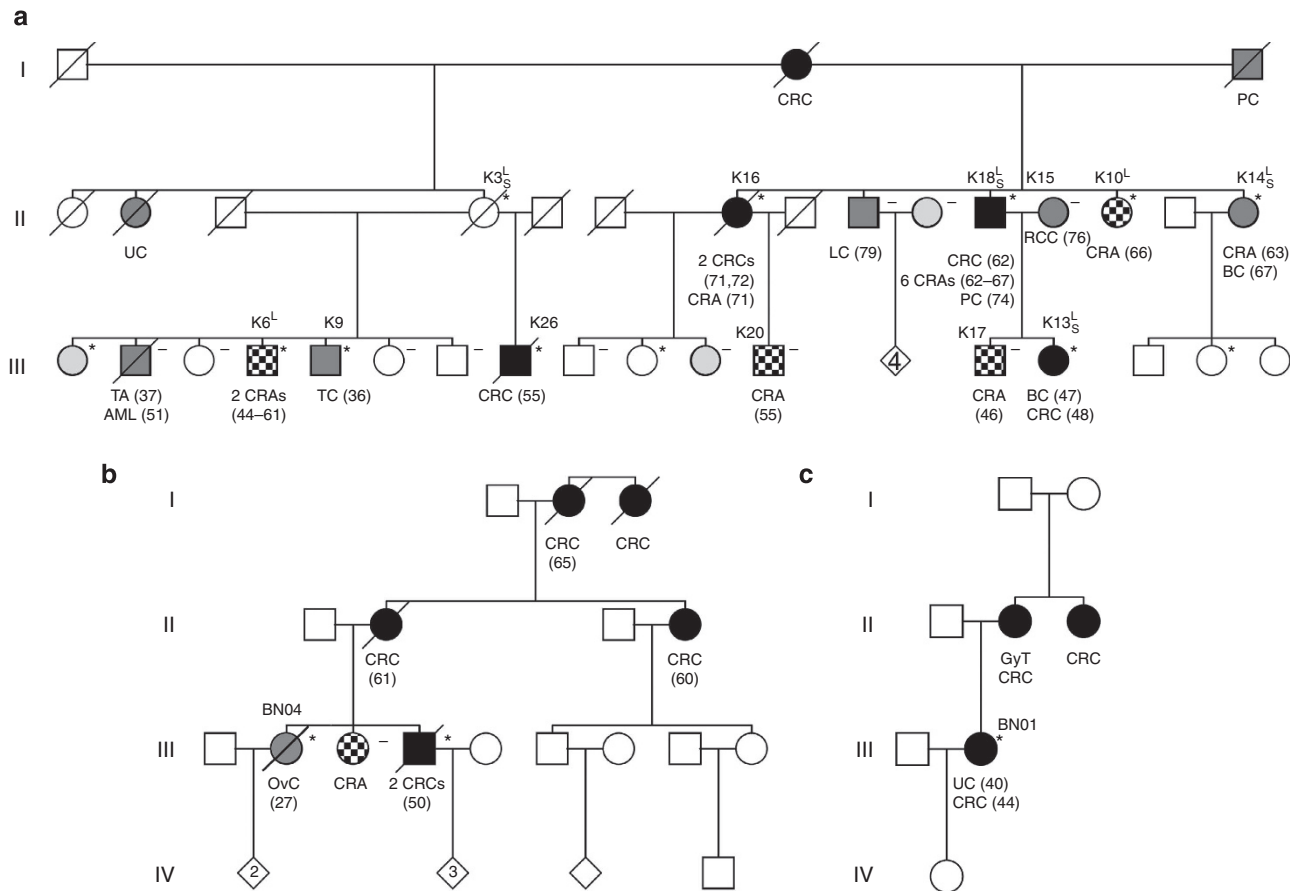 a
I
CRC
PC
K3 L S *
K16
K18 L S *
K15
K10 L
K14 L S *
II
* – – * – *
UC
2 CRCs
(71,72)
CRA (71)
LC (79)
CRC (62)
6 CRAs (62–67)
PC (74)
RCC (76)
CRA (66)
CRA (63)
BC (67)
K6 L
K9
K26
K20
K17
K13 L S
III
* – – * * – – * – * – – 4 – * *
TA (37)
AML (51)
2 CRAs
(44–61)
TC (36)
CRC (55)
CRA
(55)
CRA
(46)
BC (47)
CRC (48)
b
I
CRC
(65)
CRC
II
CRC
(61)
CRC
(60)
BN04
III
* – *
OvC
(27)
CRA
2 CRCs
(50)
IV
2
3
c
I
II
GyT
CRC
CRC
BN01
III
*
UC (40)
CRC (44)
IV